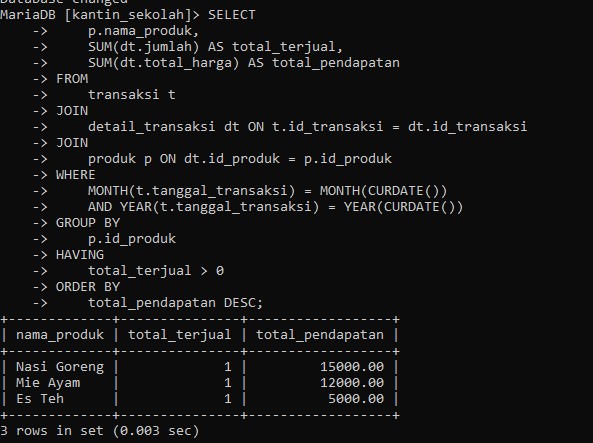 Database changed
MariaDB [kantin_sekolah]> SELECT
    ->     p.nama_produk,
    ->     SUM(dt.jumlah) AS total_terjual,
    ->     SUM(dt.total_harga) AS total_pendapatan
    -> FROM
    ->     transaksi t
    -> JOIN
    ->     detail_transaksi dt ON t.id_transaksi = dt.id_transaksi
    -> JOIN
    ->     produk p ON dt.id_produk = p.id_produk
    -> WHERE
    ->     MONTH(t.tanggal_transaksi) = MONTH(CURDATE())
    ->     AND YEAR(t.tanggal_transaksi) = YEAR(CURDATE())
    -> GROUP BY
    ->     p.id_produk
    -> HAVING
    ->     total_terjual > 0
    -> ORDER BY
    ->     total_pendapatan DESC;
+-------------+---------------+------------------+
| nama_produk | total_terjual | total_pendapatan |
+-------------+---------------+------------------+
| Nasi Goreng |             1 |         15000.00 |
| Mie Ayam    |             1 |         12000.00 |
| Es Teh      |             1 |          5000.00 |
+-------------+---------------+------------------+
3 rows in set (0.003 sec)